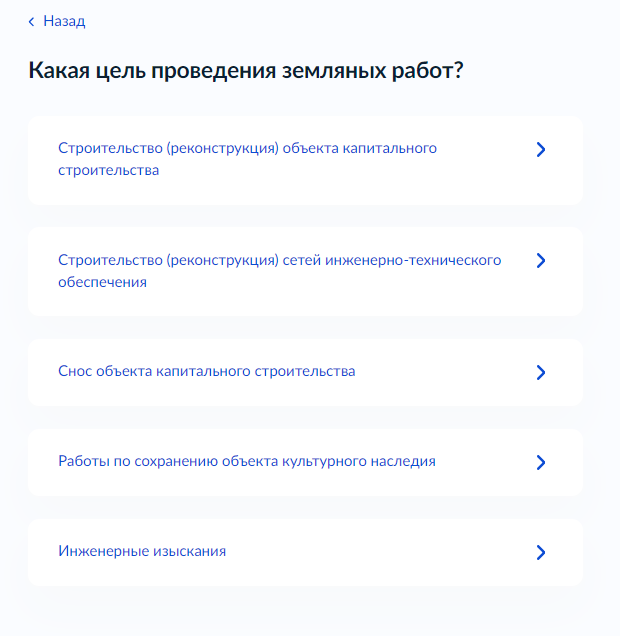 Назад
Какая цель проведения земляных работ?
Строительство (реконструкция) объекта капитального
строительства
Строительство (реконструкция) сетей инженерно-технического
обеспечения
Снос объекта капитального строительства
Работы по сохранению объекта культурного наследия
Инженерные изыскания